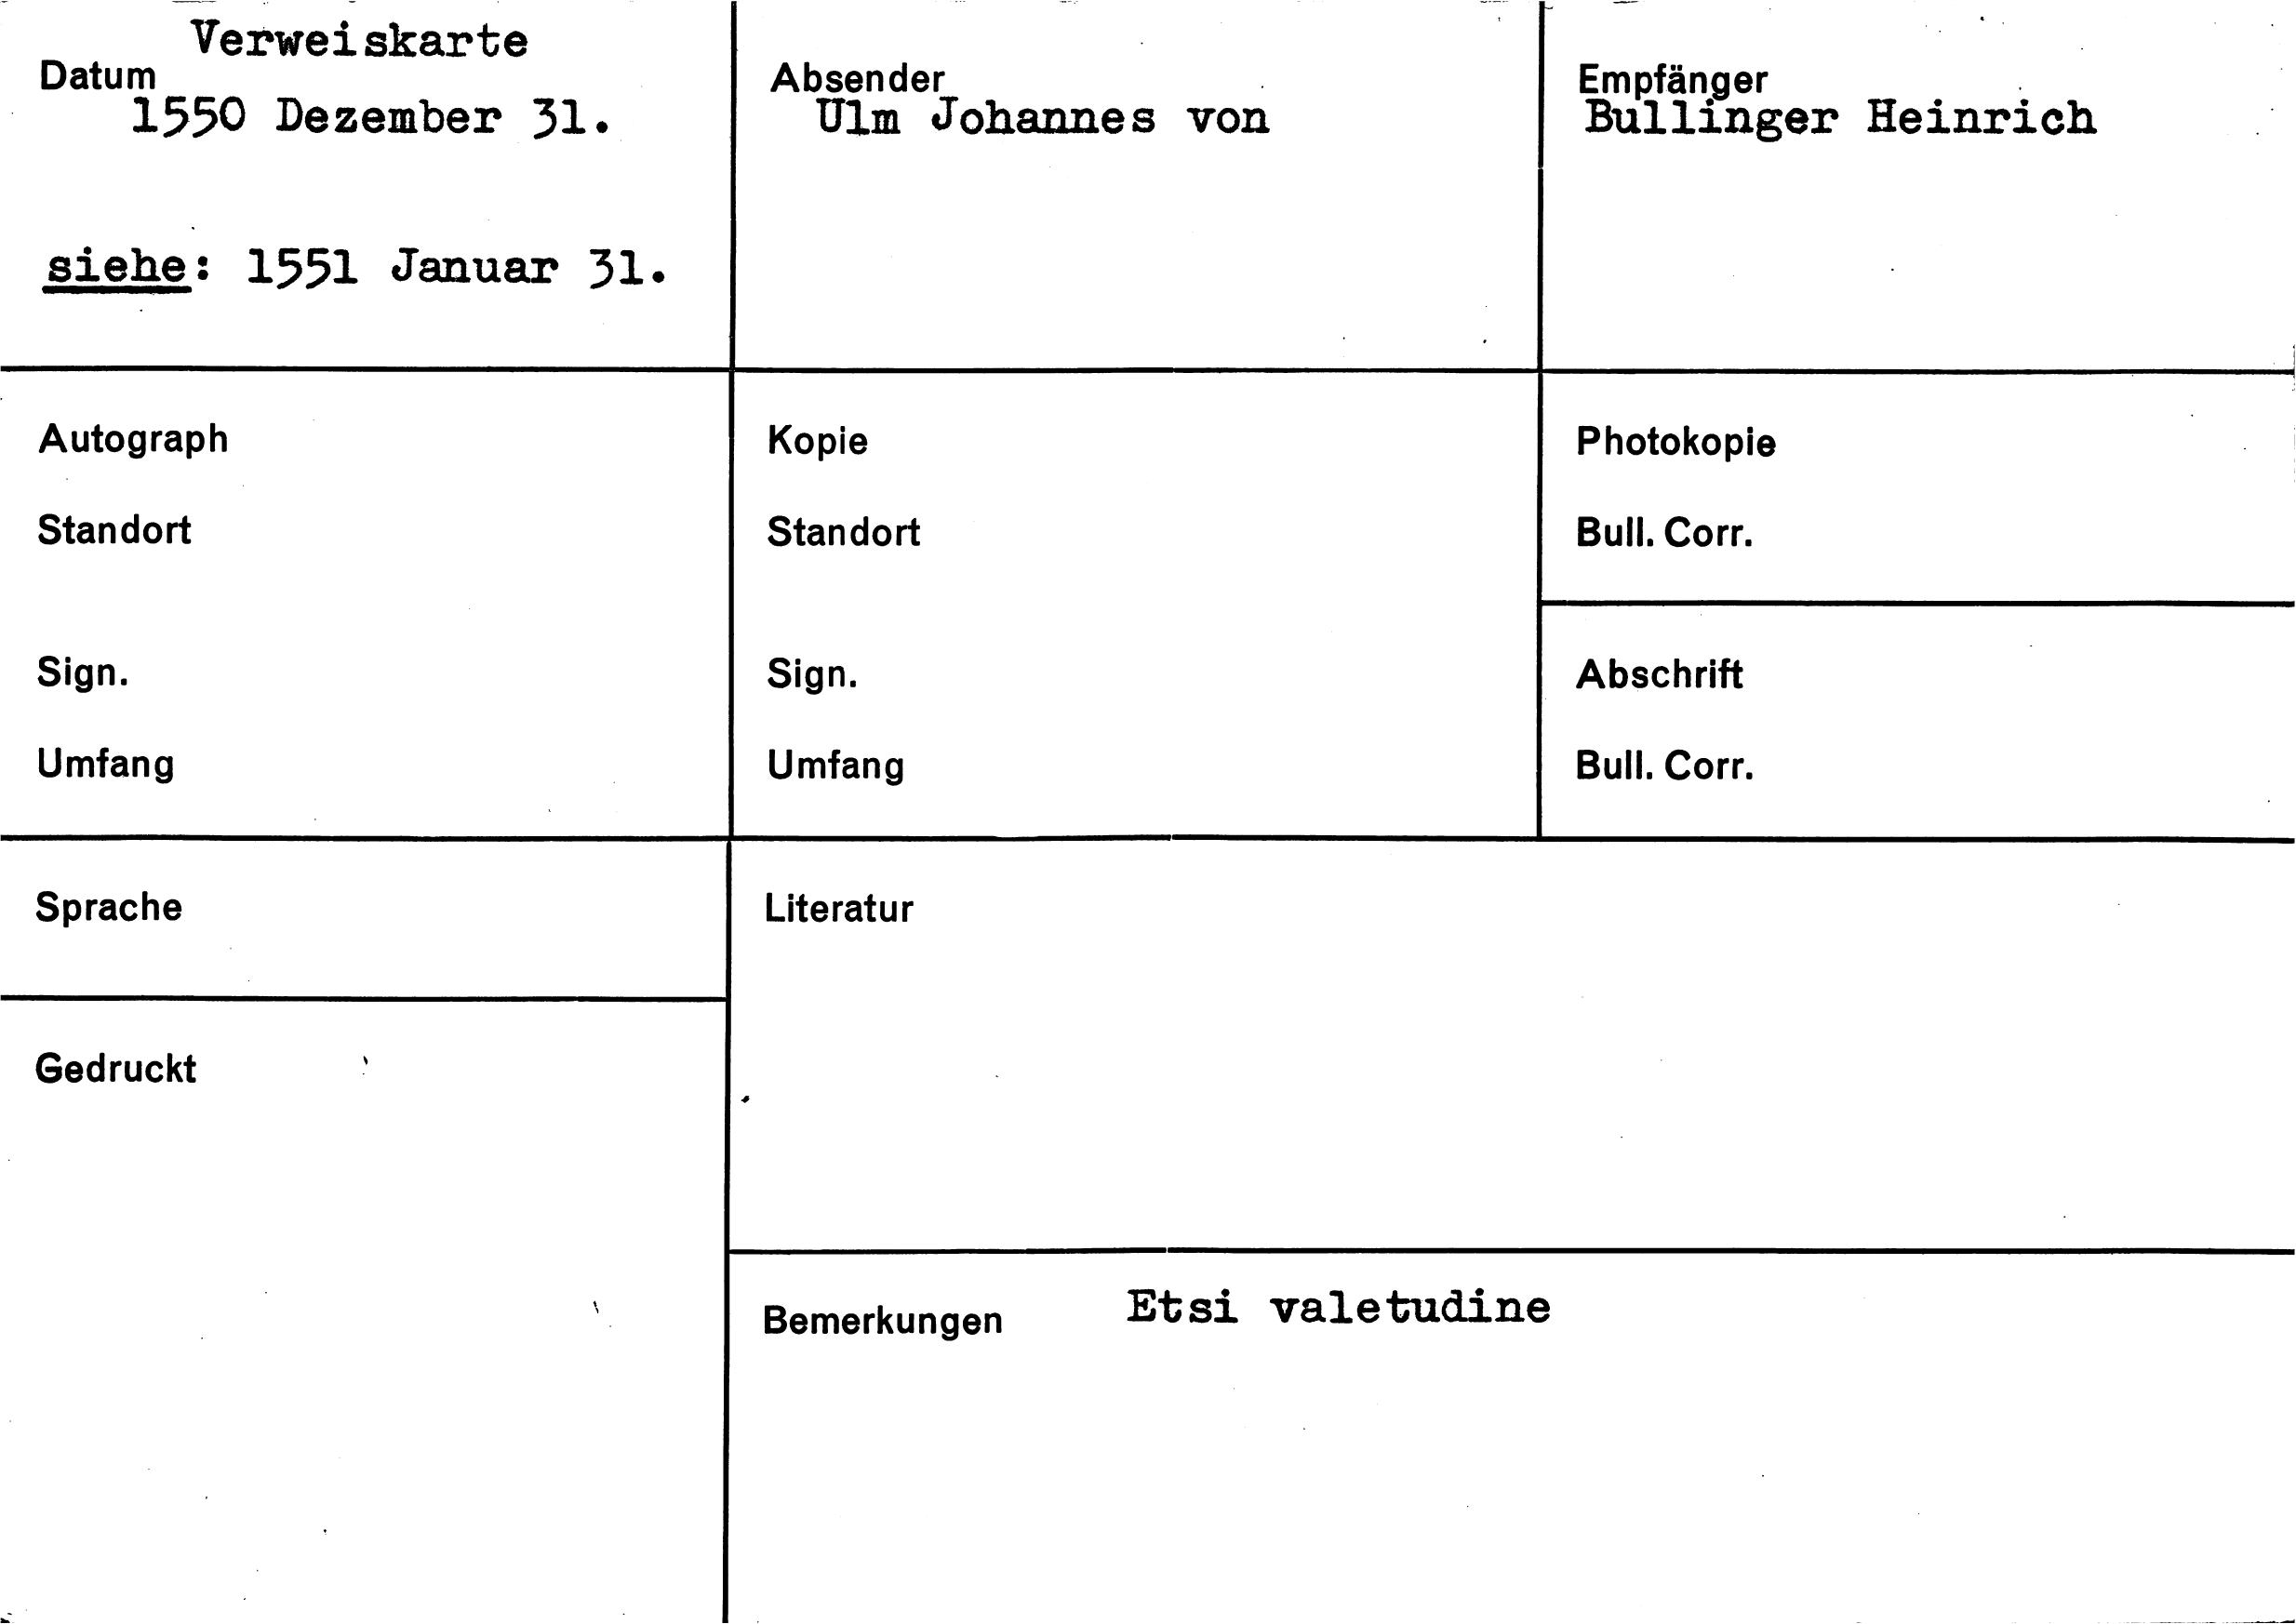 Verweiskarte
Datum
1550 Dezember 31.
siehe: 1551 Januar 31.
Absender
Ulm Johannes von
Empfänger
Bullinger Heinrich
Autograph
Standort
Sign.
Umfang
Kopie
Standort
Sign.
Umfang
Photokopie
Bull. Corr.
Abschrift
Bull. Corr.
Sprache
Gedruckt
Literatur
Bemerkungen Etsi valetudine